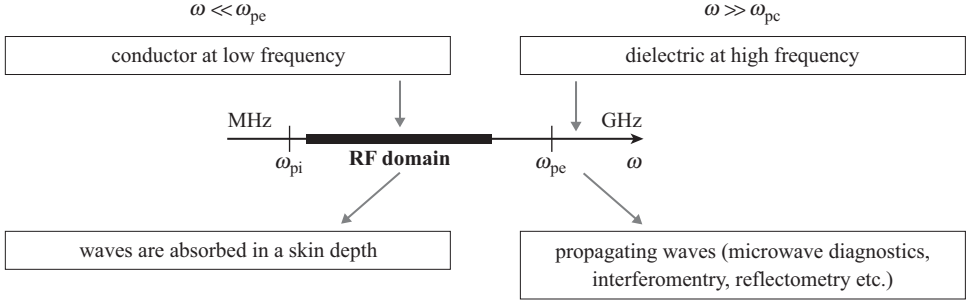 ω ≪ ω_pe
ω ≫ ω_pc
conductor at low frequency
dielectric at high frequency
MHz
GHz
ω_pi
RF domain
ω_pe
ω
waves are absorbed in a skin depth
propagating waves (microwave diagnostics,
interferomentry, reflectometry etc.)